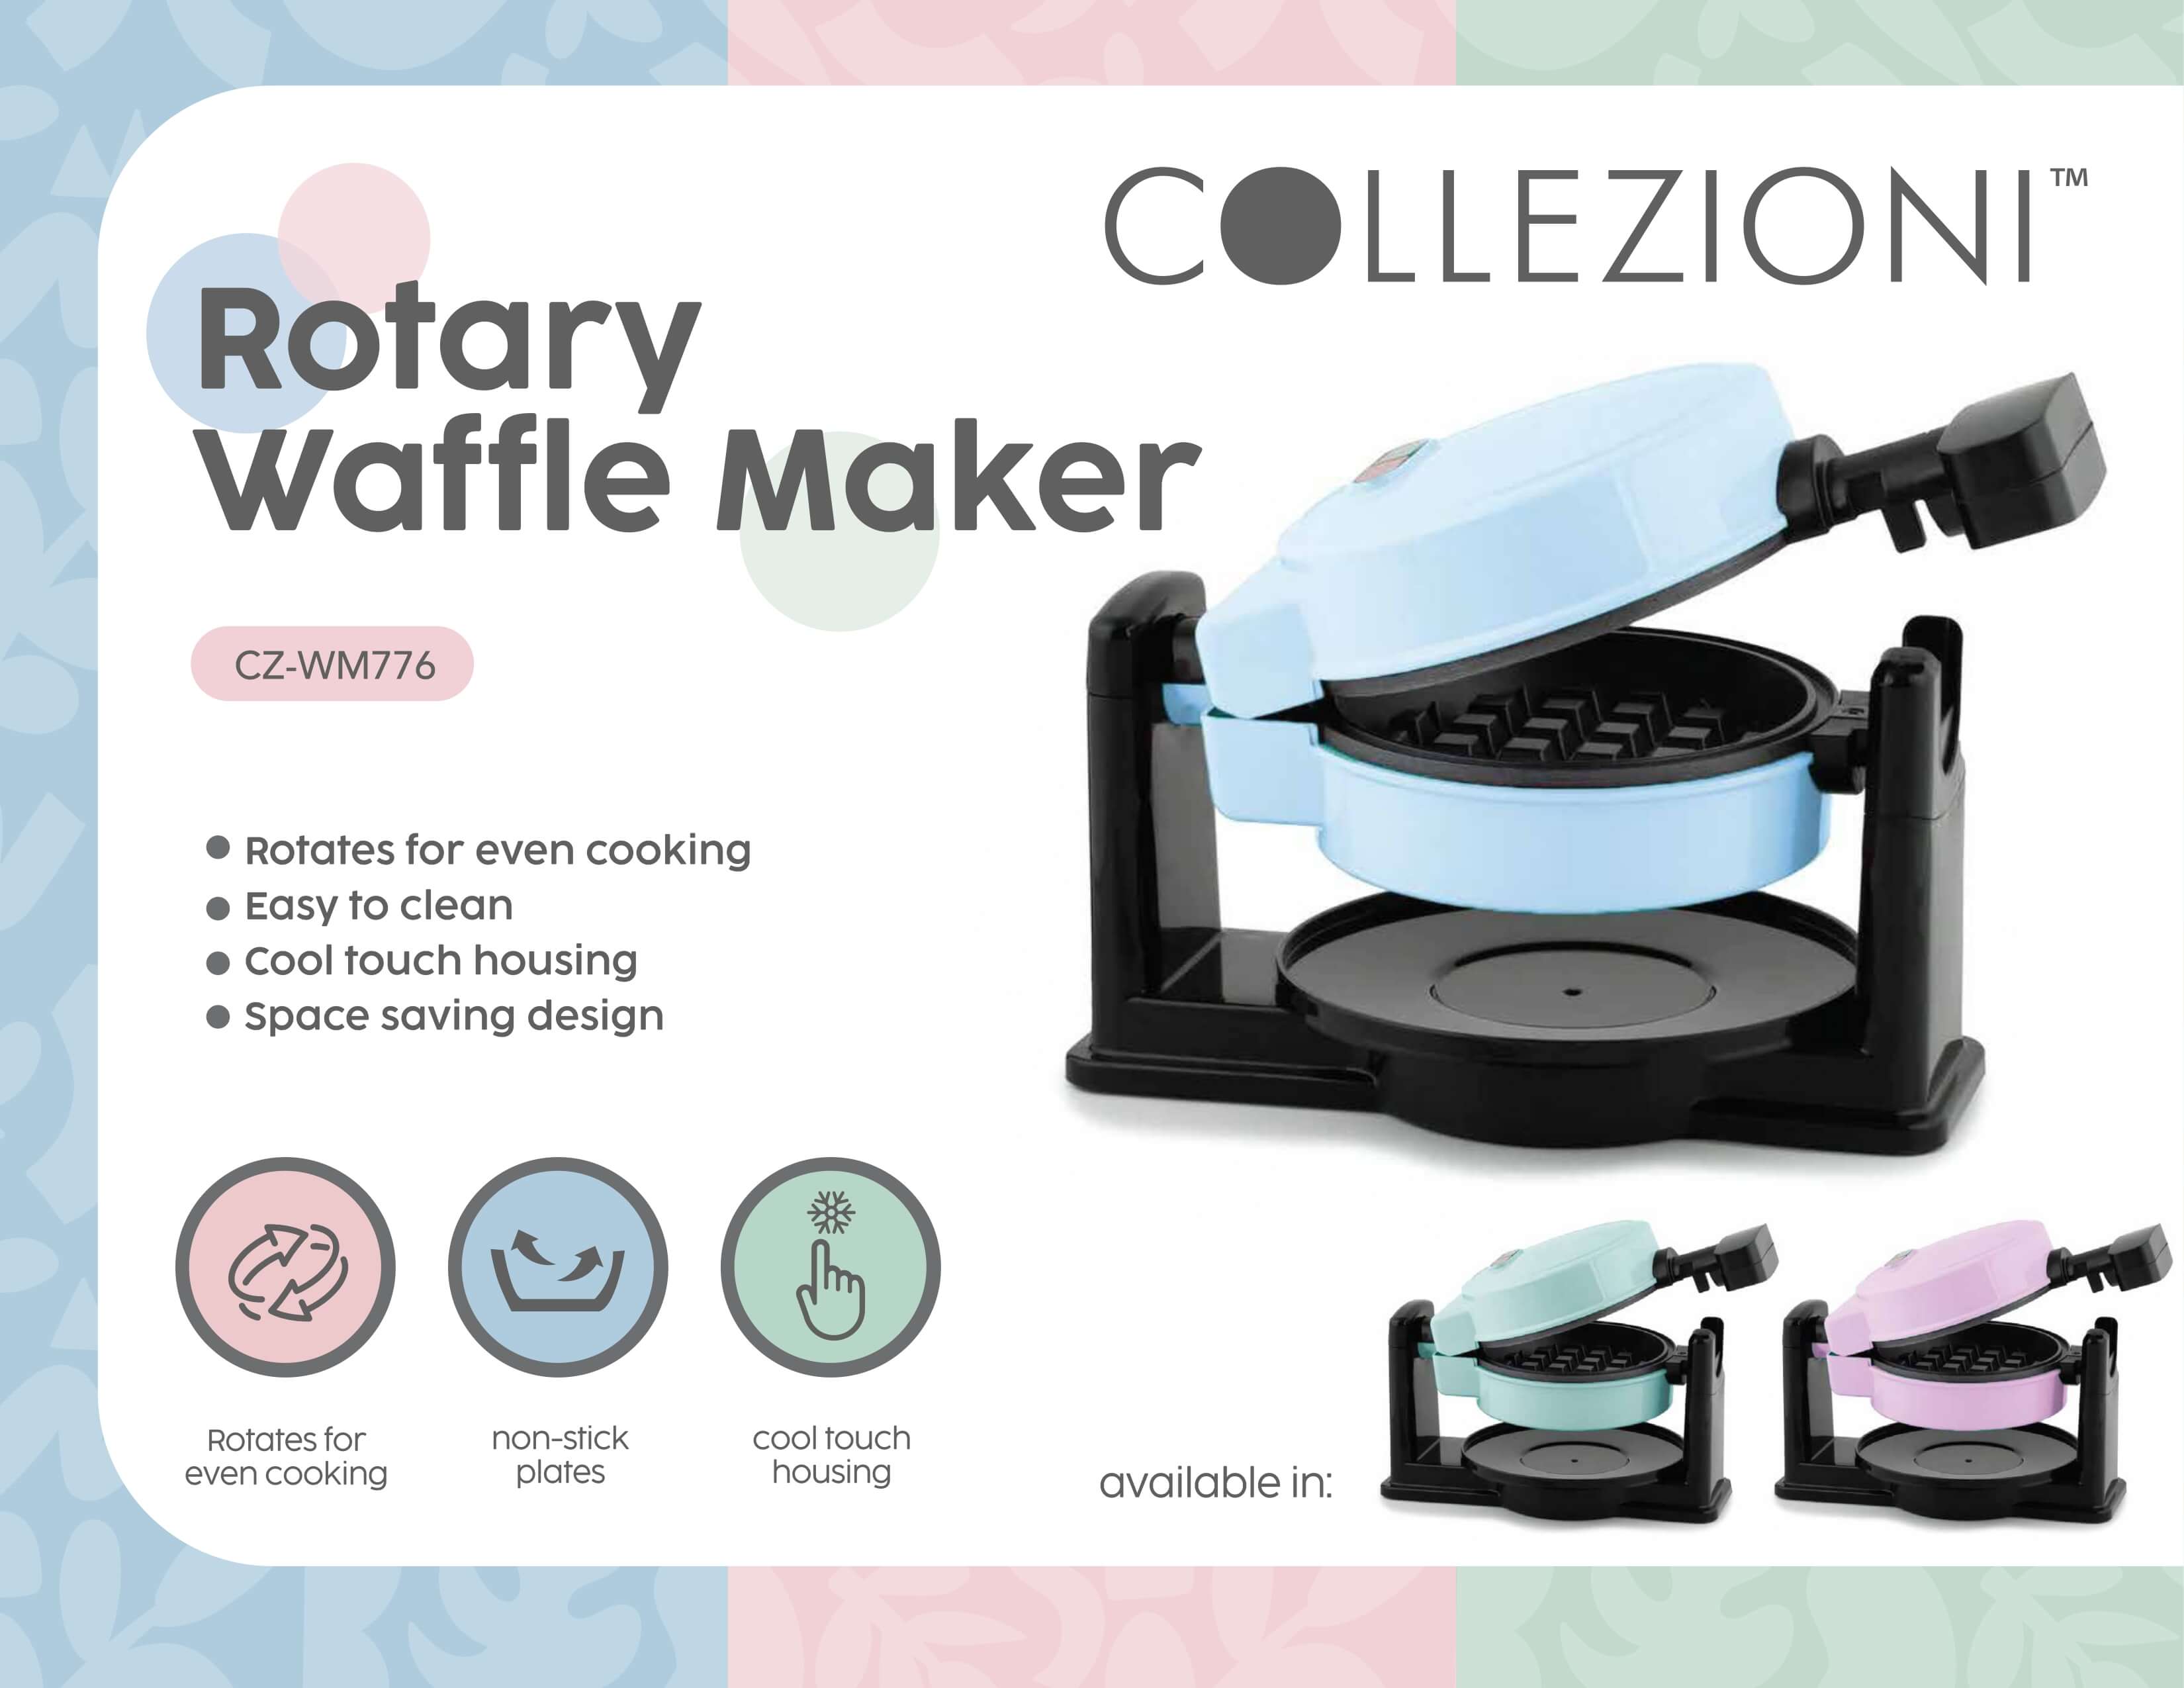 COLLEZIONI™
Rotary
Waffle Maker
CZ-WM776
● Rotates for even cooking
● Easy to clean
● Cool touch housing
● Space saving design
Rotates for
even cooking
non-stick
plates
cool touch
housing
available in: